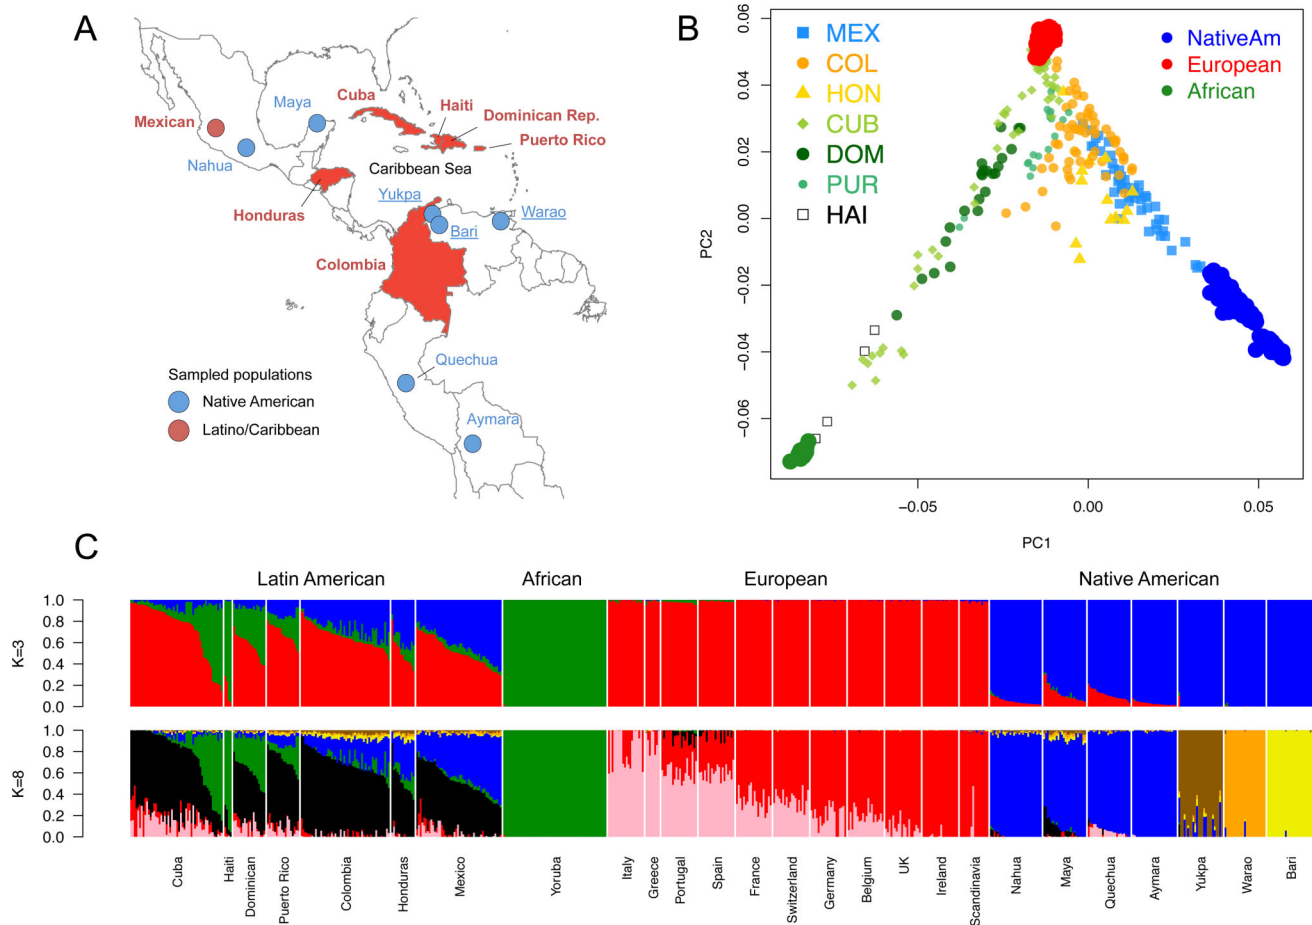 A
Maya
Mexican
Nahua
Cuba
Haiti
Dominican Rep.
Puerto Rico
Caribbean Sea
Honduras
Yukpa
Bari
Warao
Colombia
Quechua
Aymara
Sampled populations
Native American
Latino/Caribbean
B
MEX
COL
HON
CUB
DOM
PUR
HAI
NativeAm
European
African
PC2
0.06
0.04
0.02
0.00
−0.02
−0.04
−0.06
−0.05
0.00
0.05
PC1
C
Latin American
African
European
Native American
K=3
1.0
0.8
0.6
0.4
0.2
0.0
K=8
1.0
0.8
0.6
0.4
0.2
0.0
Cuba
Haiti
Dominican
Puerto Rico
Colombia
Honduras
Mexico
Yoruba
Italy
Greece
Portugal
Spain
France
Switzerland
Germany
Belgium
UK
Ireland
Scandinavia
Nahua
Maya
Quechua
Aymara
Yukpa
Warao
Bari